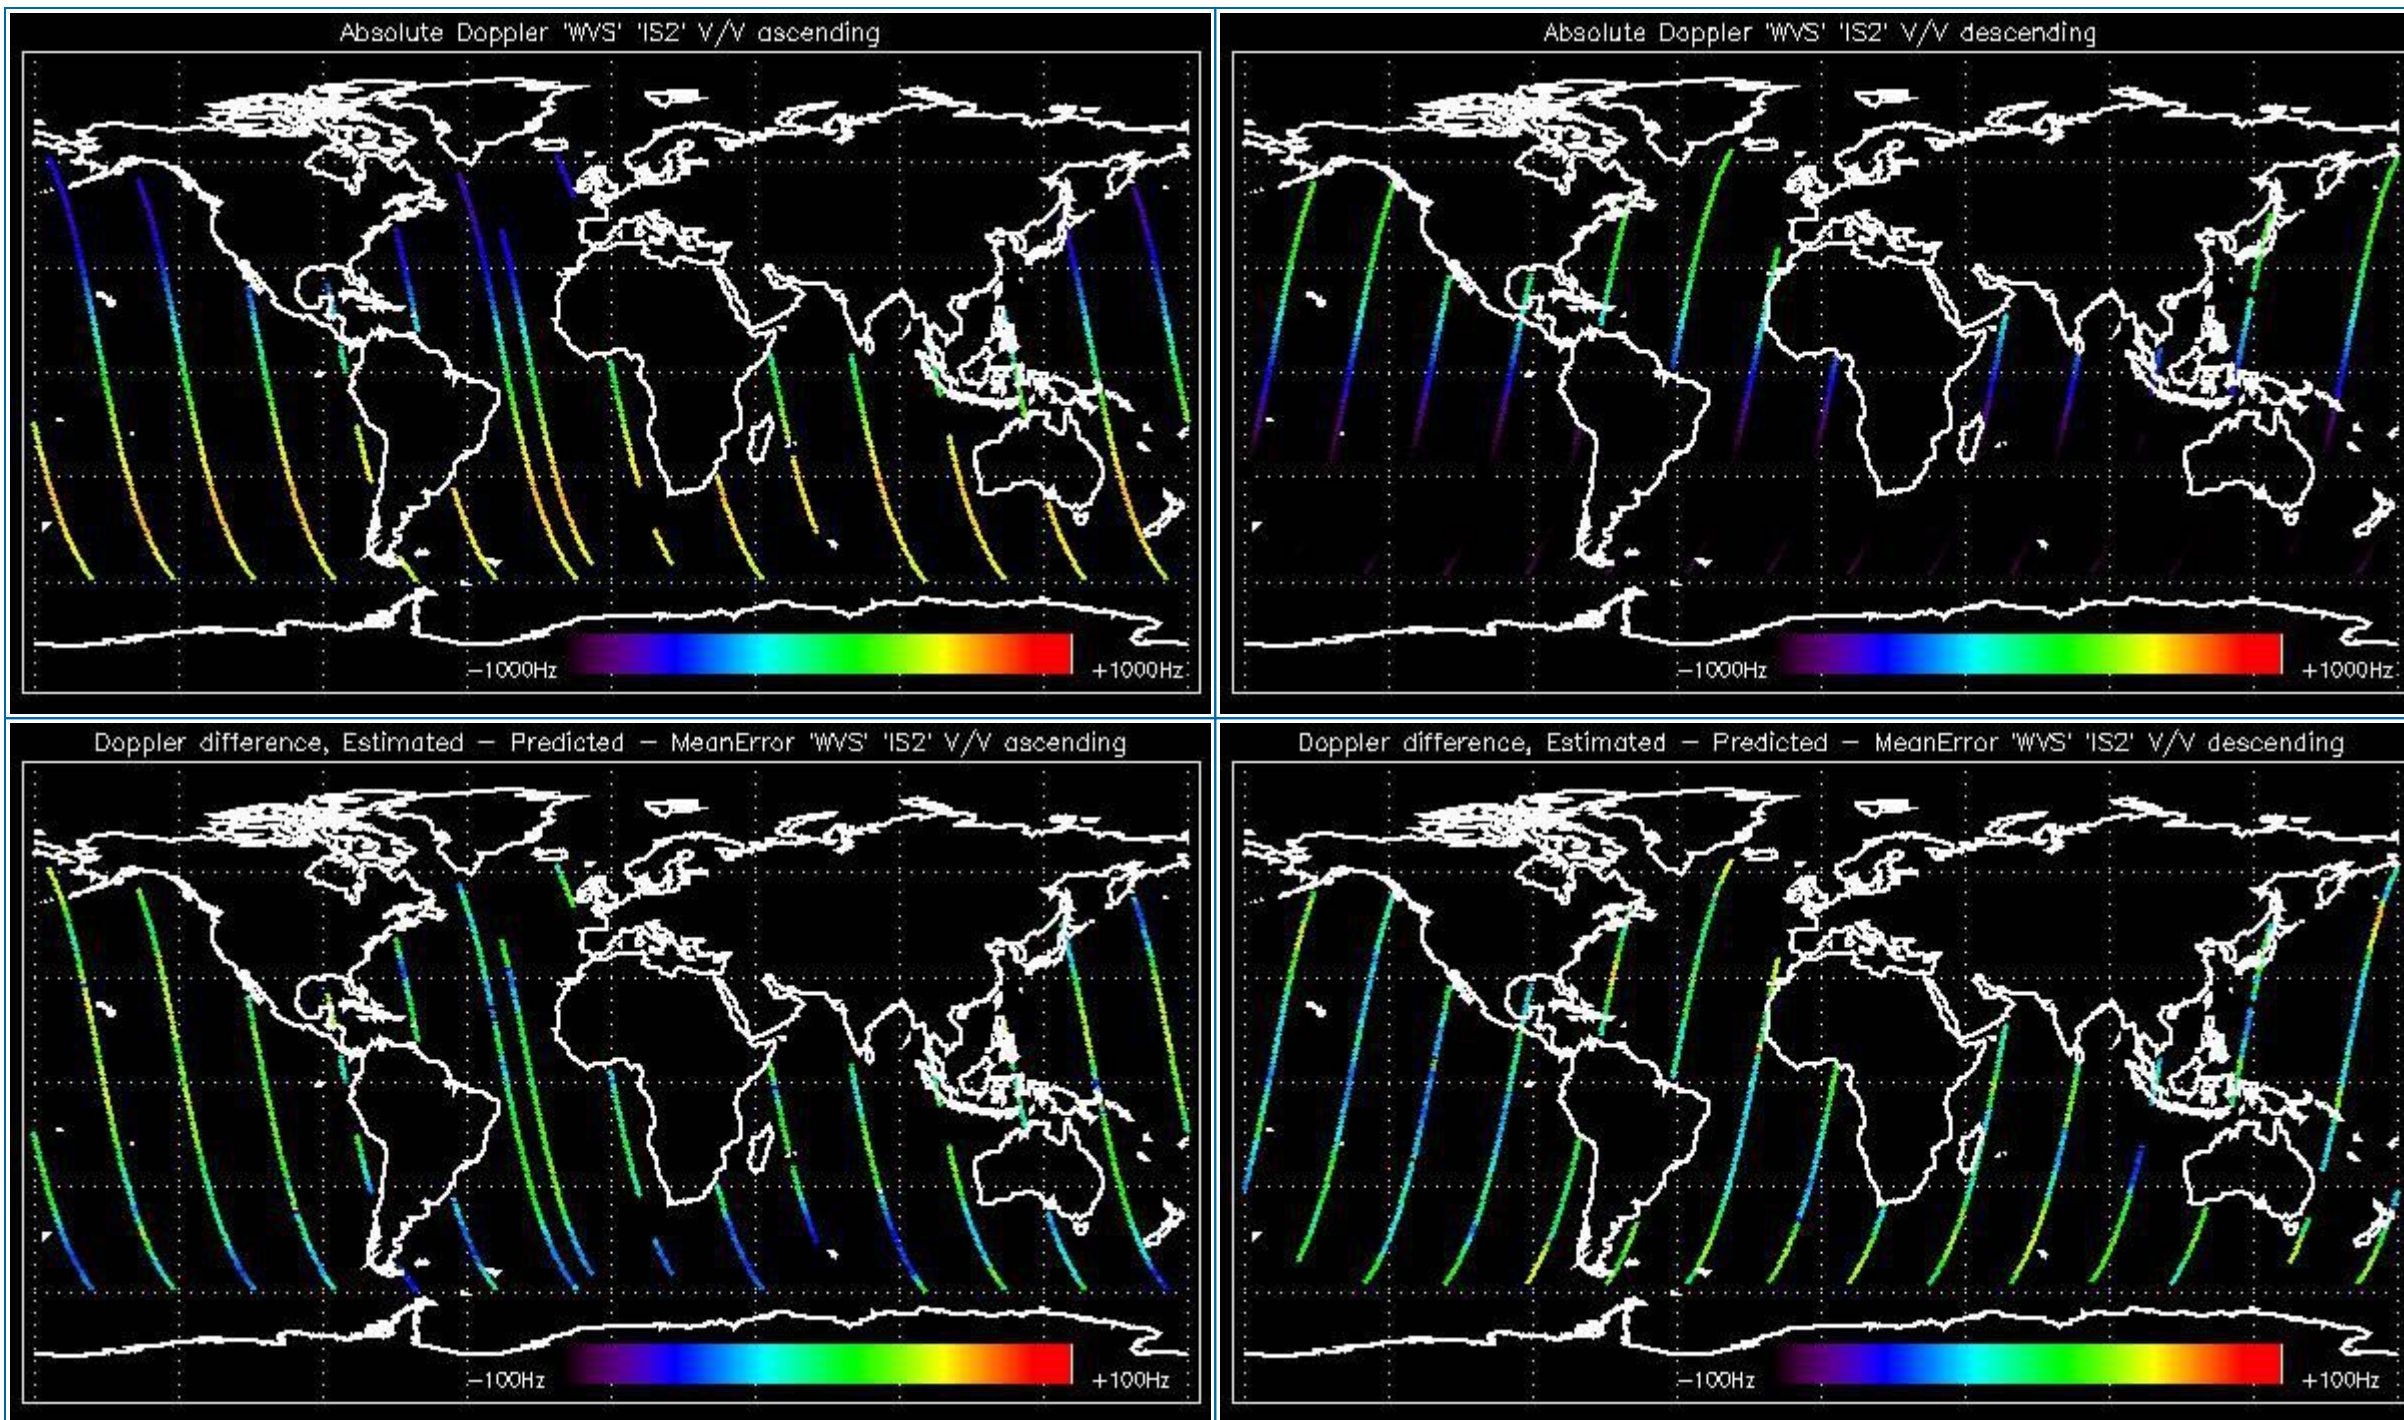 Absolute Doppler 'WVS' 'IS2' V/V ascending
-1000Hz
+1000Hz
Absolute Doppler 'WVS' 'IS2' V/V descending
-1000Hz
+1000Hz
Doppler difference, Estimated - Predicted - MeanError 'WVS' 'IS2' V/V ascending
-100Hz
+100Hz
Doppler difference, Estimated - Predicted - MeanError 'WVS' 'IS2' V/V descending
-100Hz
+100Hz